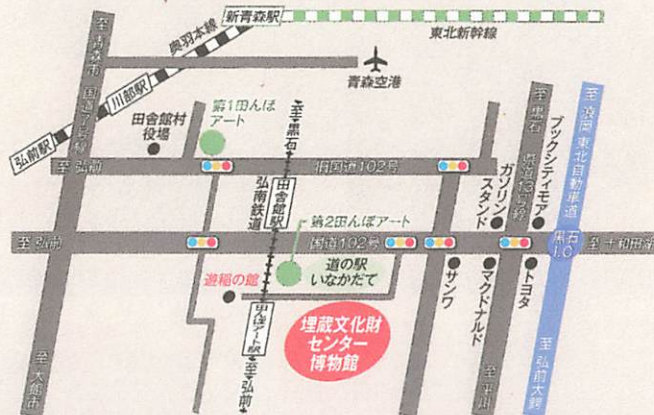 新青森駅
東北新幹線
奥羽本線
至青森市
国道7号線
青森空港
川部駅
弘前駅
田舎館村
役場
第1田んぼ
アート
至黒石
至弘前
旧国道102号
弘南鉄道
田舎館駅
第2田んぼアート
至弘前
国道102号
道の駅
いなかだて
遊稲の館
田んぼアート駅
埋蔵文化財
センター
博物館
至弘前
至大館市
サンワ
マクドナルド
トヨタ
ガソリン
スタンド
ブックシティモア
至黒石
県道13号線
至浪岡
東北自動車道
黒石
I.C
至十和田湖
至平川
至弘前大鰐